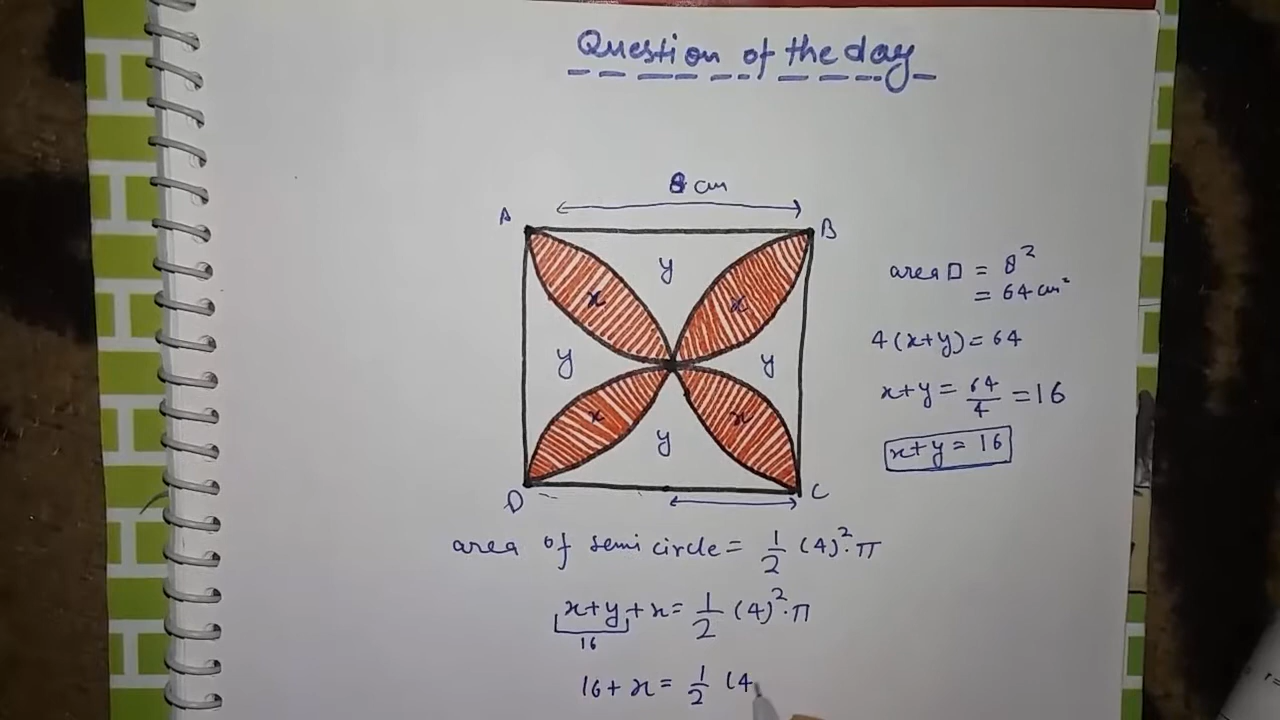 Question of the day
8 cm
A
B
y
x
x
y
y
x
x
y
D
C
area □ = 8²
= 64 cm²
4(x+y)=64
x+y = 64/4 = 16
x+y = 16
area of semi circle = 1/2 (4)².π
x+y+x = 1/2 (4)².π
16
16+x = 1/2 (4